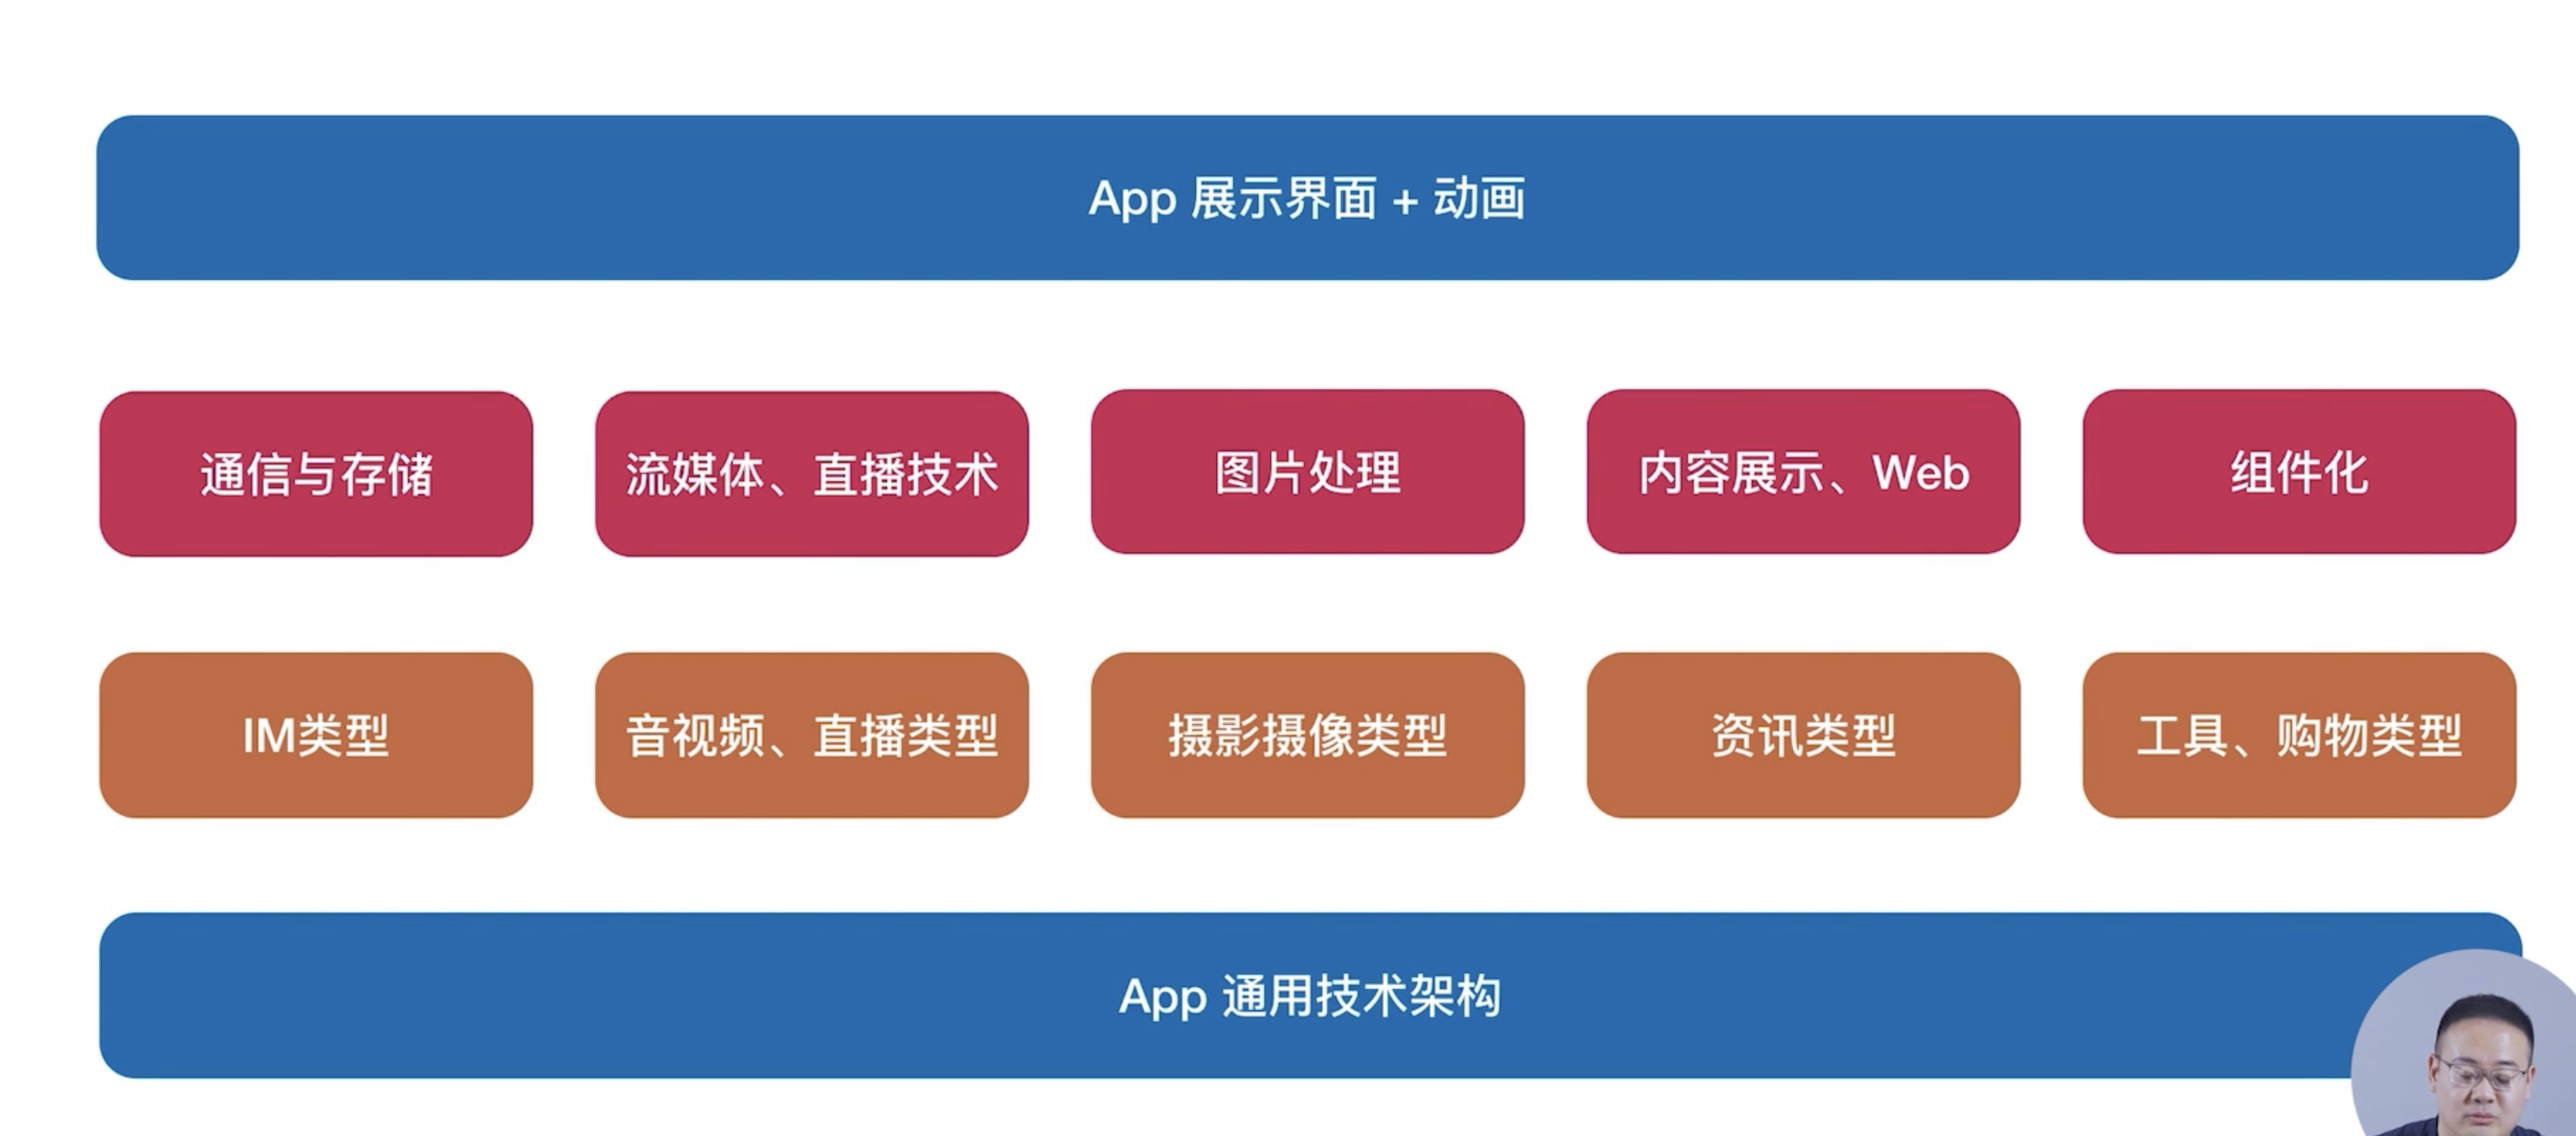 App 展示界面 + 动画
通信与存储
流媒体、直播技术
图片处理
内容展示、Web
组件化
IM类型
音视频、直播类型
摄影摄像类型
资讯类型
工具、购物类型
App 通用技术架构